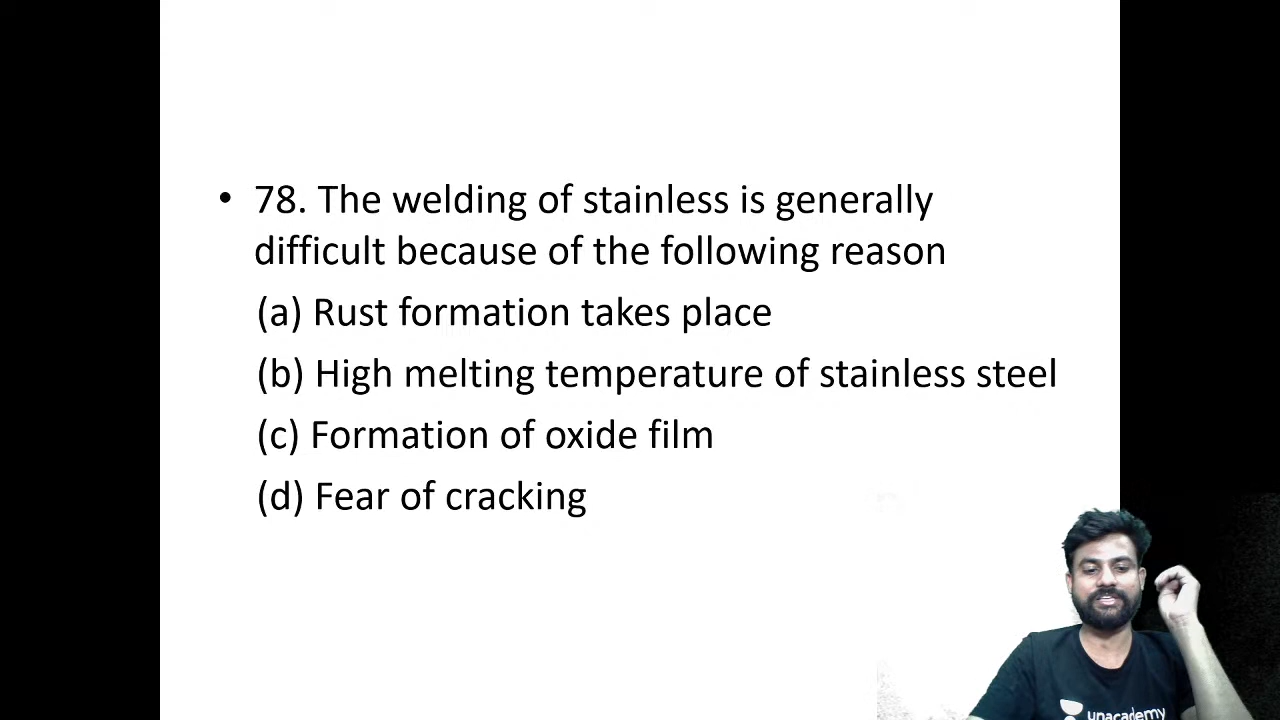 • 78. The welding of stainless is generally
difficult because of the following reason
(a) Rust formation takes place
(b) High melting temperature of stainless steel
(c) Formation of oxide film
(d) Fear of cracking
unacademy